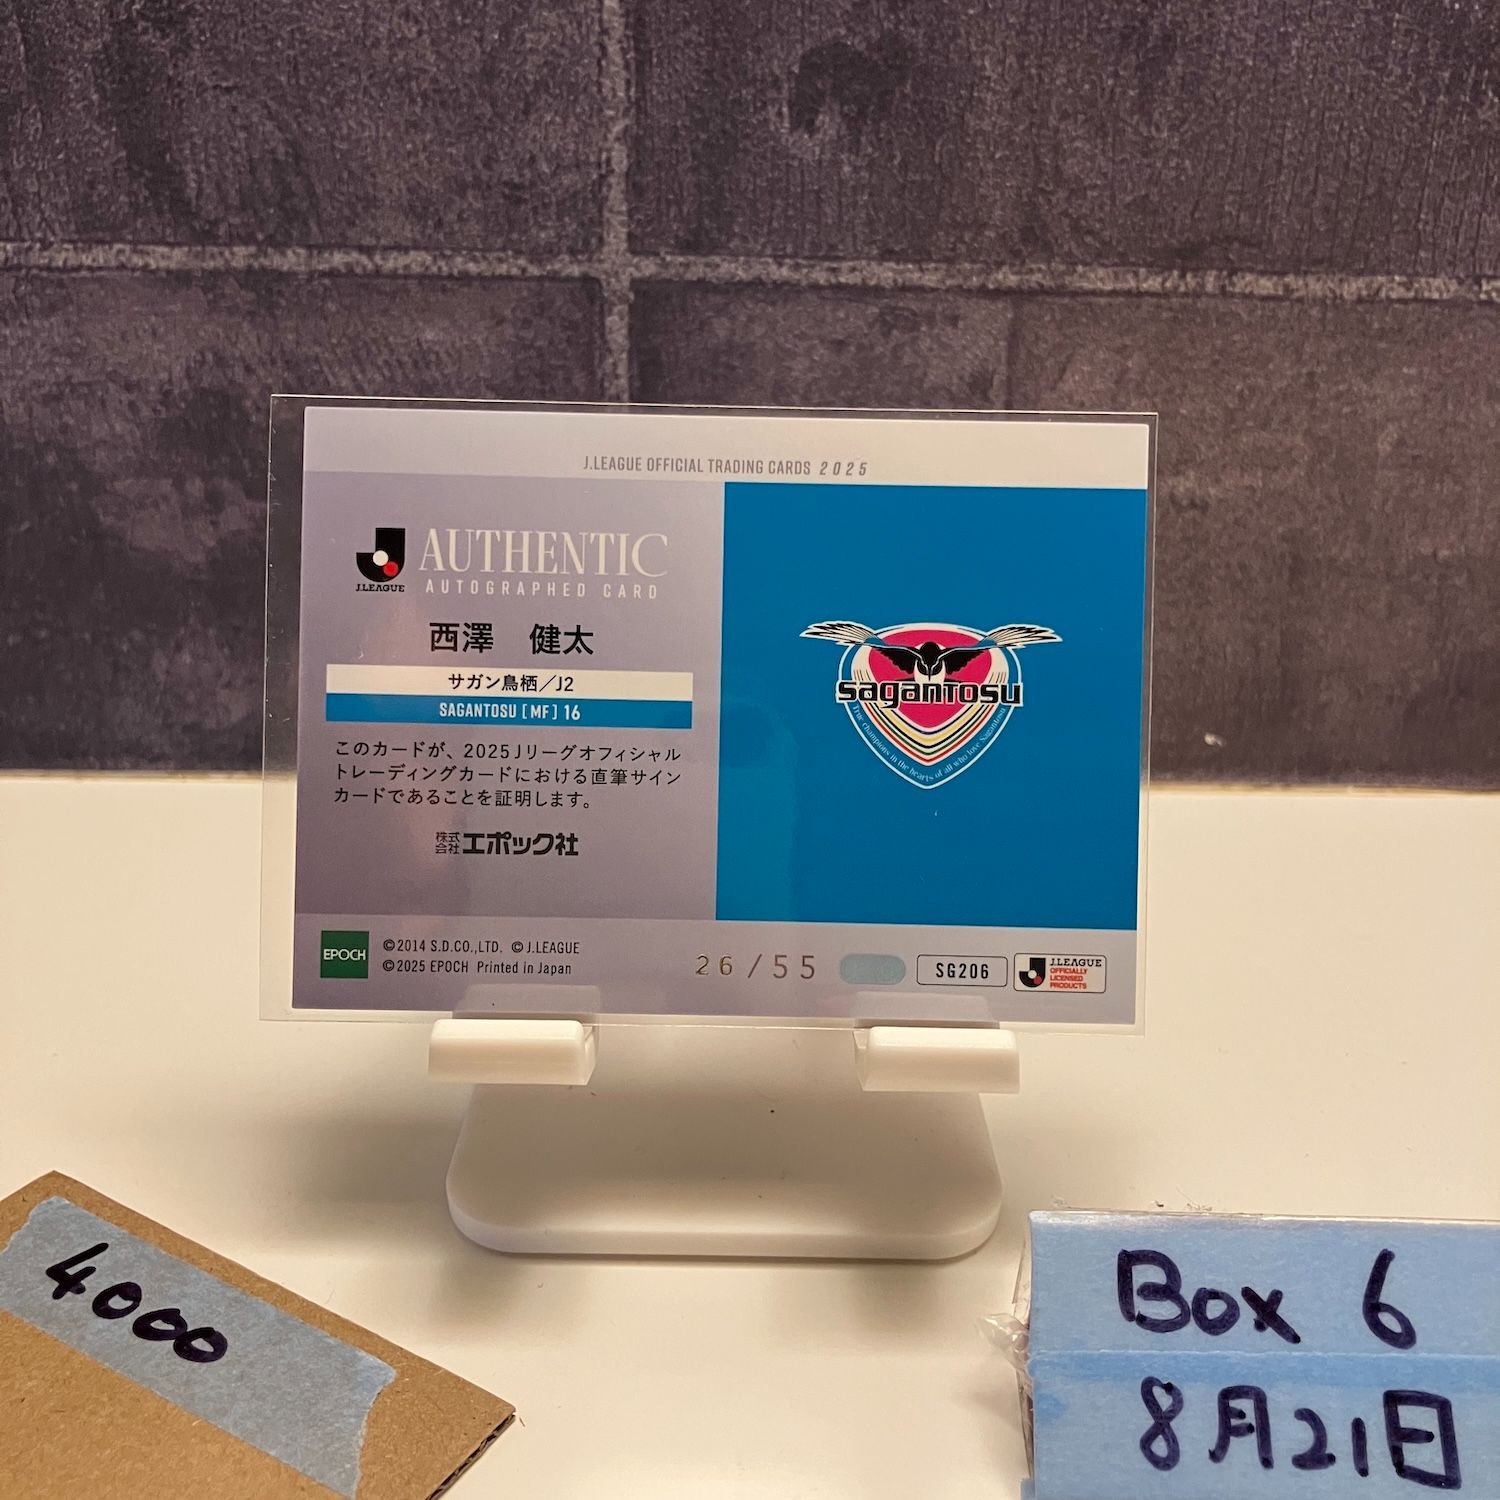 J.LEAGUE OFFICIAL TRADING CARDS 2025
J.LEAGUE
AUTHENTIC
AUTOGRAPHED CARD
西澤 健太
サガン鳥栖/J2
SAGANTOSU [MF] 16
このカードが、2025 Jリーグオフィシャル
トレーディングカードにおける直筆サイン
カードであることを証明します。
株式会社エポック社
sagantosu
True champions in the hearts of all who love Sagantosu
EPOCH
©2014 S.D.CO.,LTD. ©J.LEAGUE
©2025 EPOCH Printed in Japan
26/55
SG206
J.LEAGUE
OFFICIALLY
LICENSED
PRODUCTS
4000
Box 6
8月21日